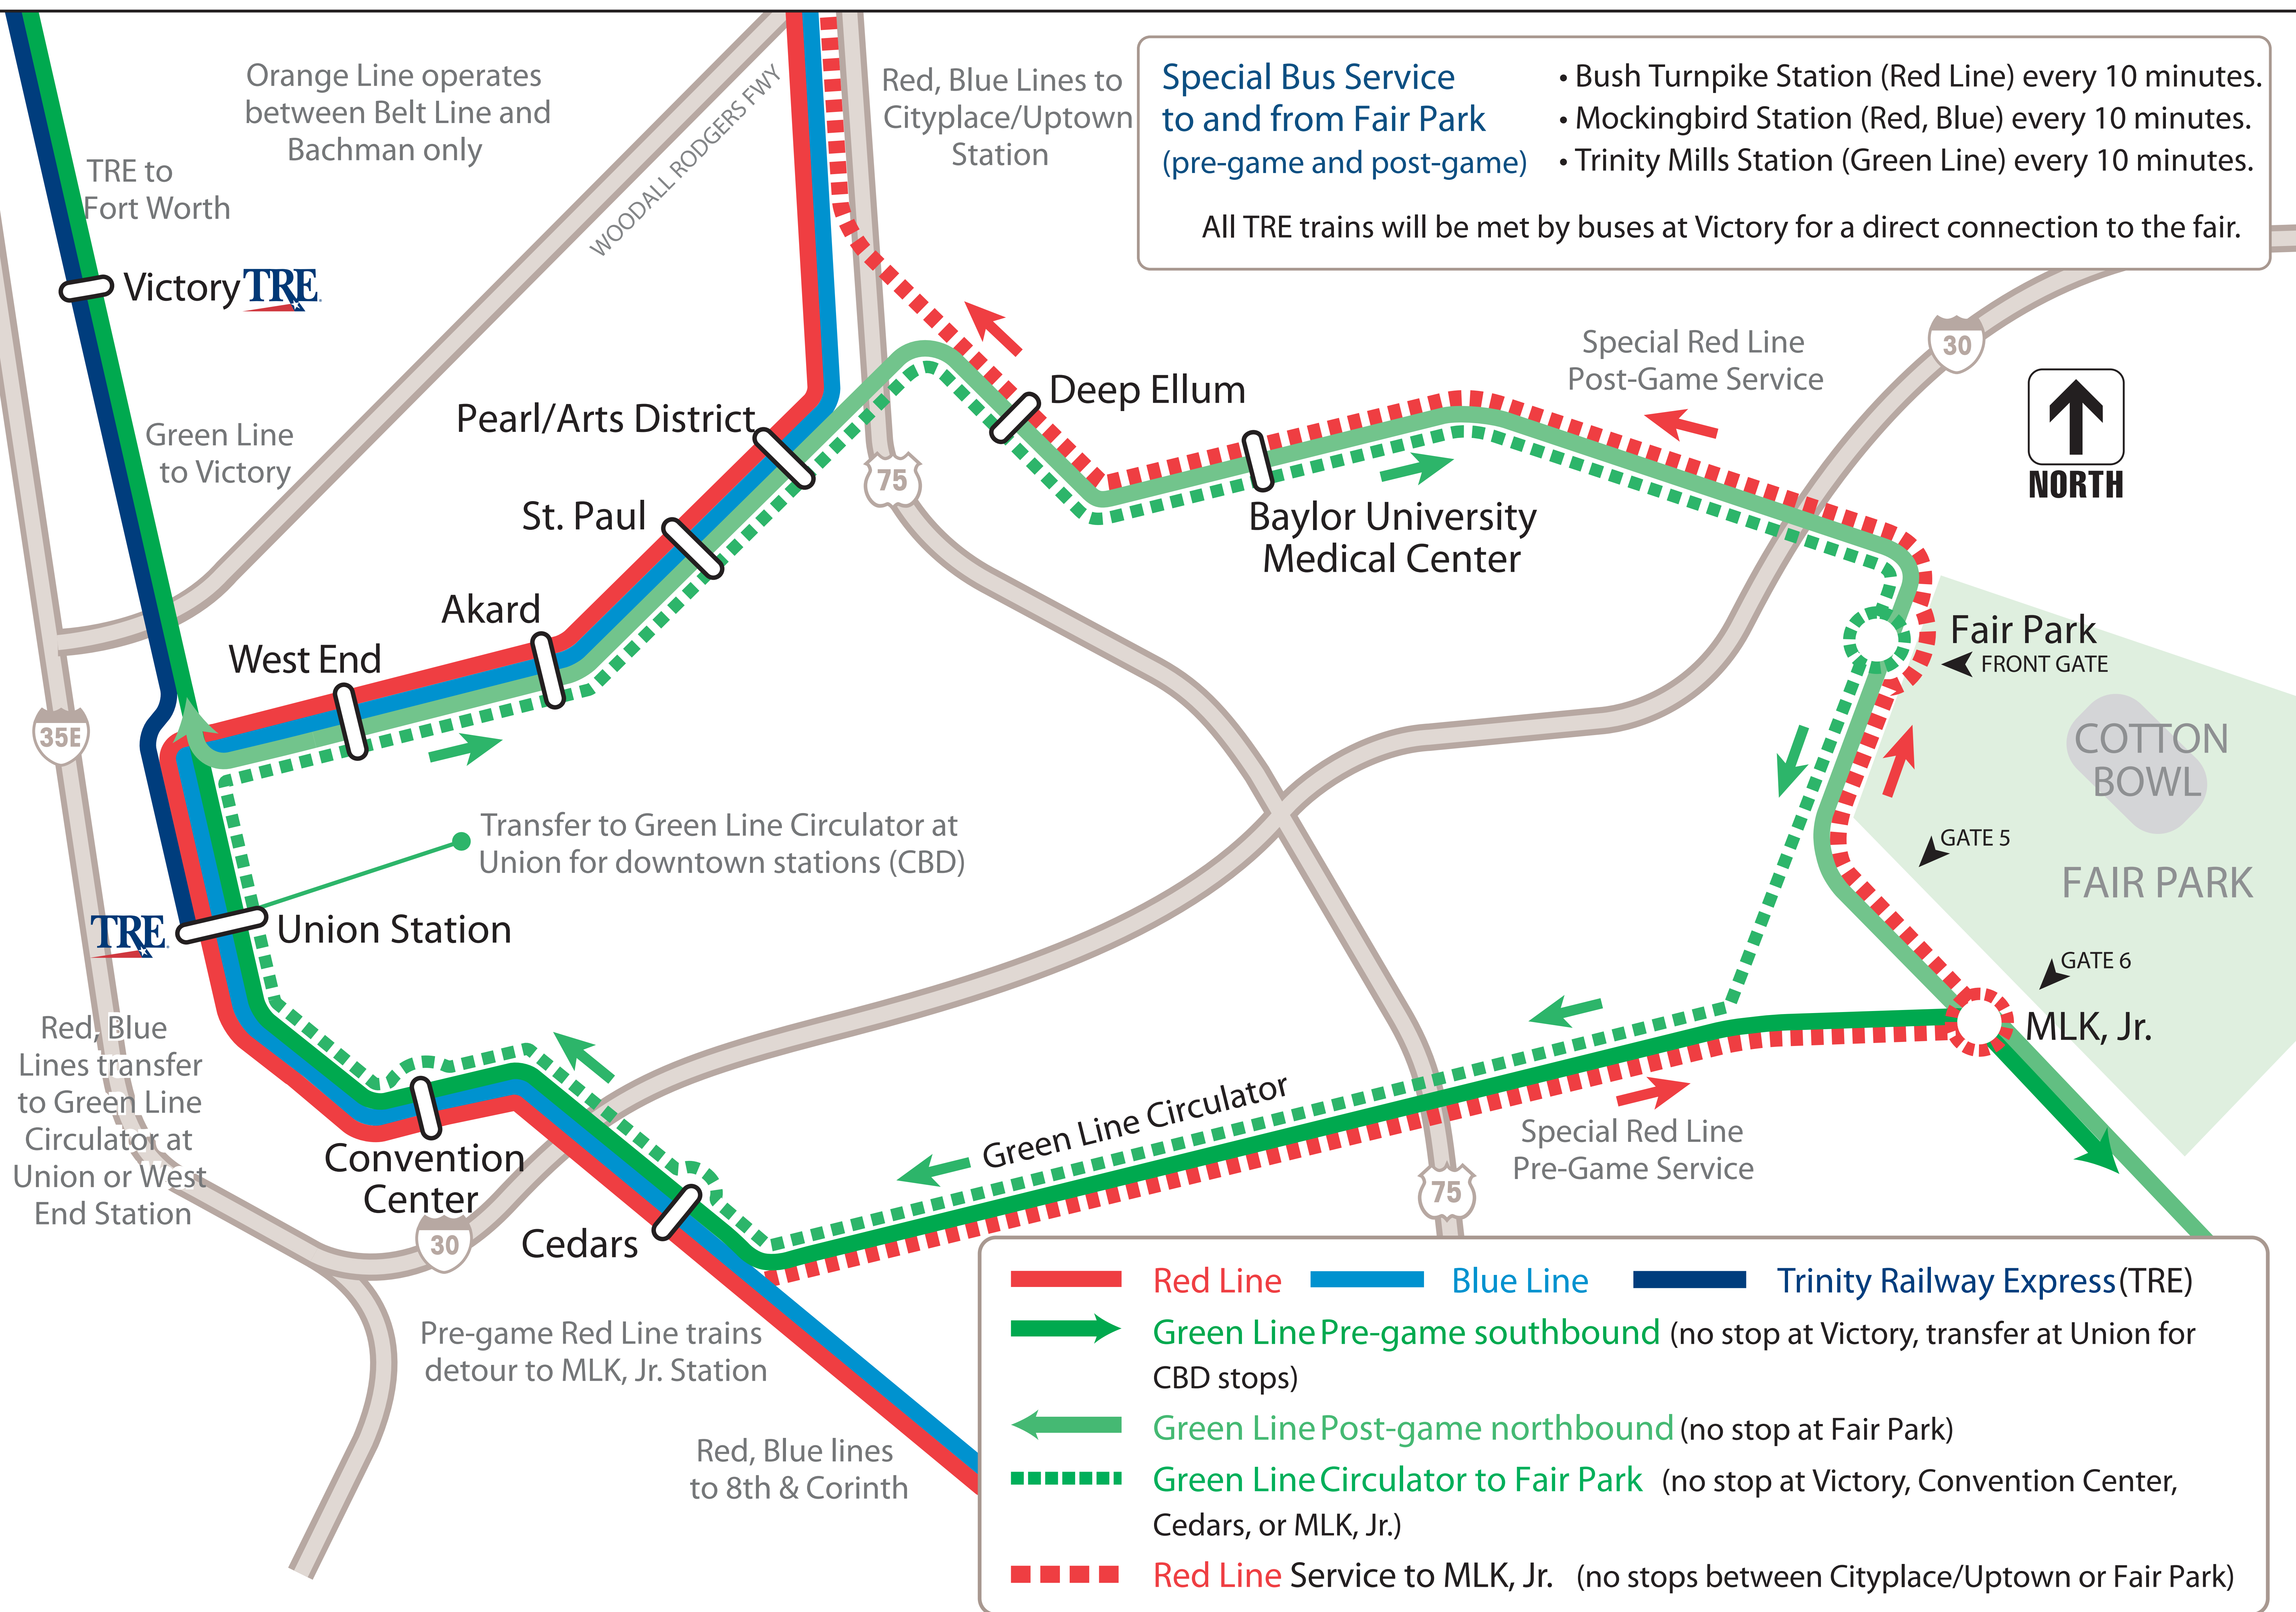 Orange Line operates
between Belt Line and
Bachman only
WOODALL RODGERS FWY
Red, Blue Lines to
Cityplace/Uptown
Station
Special Bus Service
to and from Fair Park
(pre-game and post-game)
• Bush Turnpike Station (Red Line) every 10 minutes.
• Mockingbird Station (Red, Blue) every 10 minutes.
• Trinity Mills Station (Green Line) every 10 minutes.
All TRE trains will be met by buses at Victory for a direct connection to the fair.
TRE to
Fort Worth
Victory TRE
Green Line
to Victory
Pearl/Arts District
St. Paul
Akard
West End
75
Deep Ellum
Baylor University
Medical Center
Special Red Line
Post-Game Service
30
NORTH
Fair Park
FRONT GATE
COTTON
BOWL
GATE 5
FAIR PARK
GATE 6
MLK, Jr.
35E
Transfer to Green Line Circulator at
Union for downtown stations (CBD)
TRE
Union Station
Red, Blue
Lines transfer
to Green Line
Circulator at
Union or West
End Station
Convention
Center
30
Cedars
Green Line Circulator
Special Red Line
Pre-Game Service
75
Pre-game Red Line trains
detour to MLK, Jr. Station
Red, Blue lines
to 8th & Corinth
Red Line
Blue Line
Trinity Railway Express (TRE)
Green Line Pre-game southbound (no stop at Victory, transfer at Union for
CBD stops)
Green Line Post-game northbound (no stop at Fair Park)
Green Line Circulator to Fair Park (no stop at Victory, Convention Center,
Cedars, or MLK, Jr.)
Red Line Service to MLK, Jr. (no stops between Cityplace/Uptown or Fair Park)